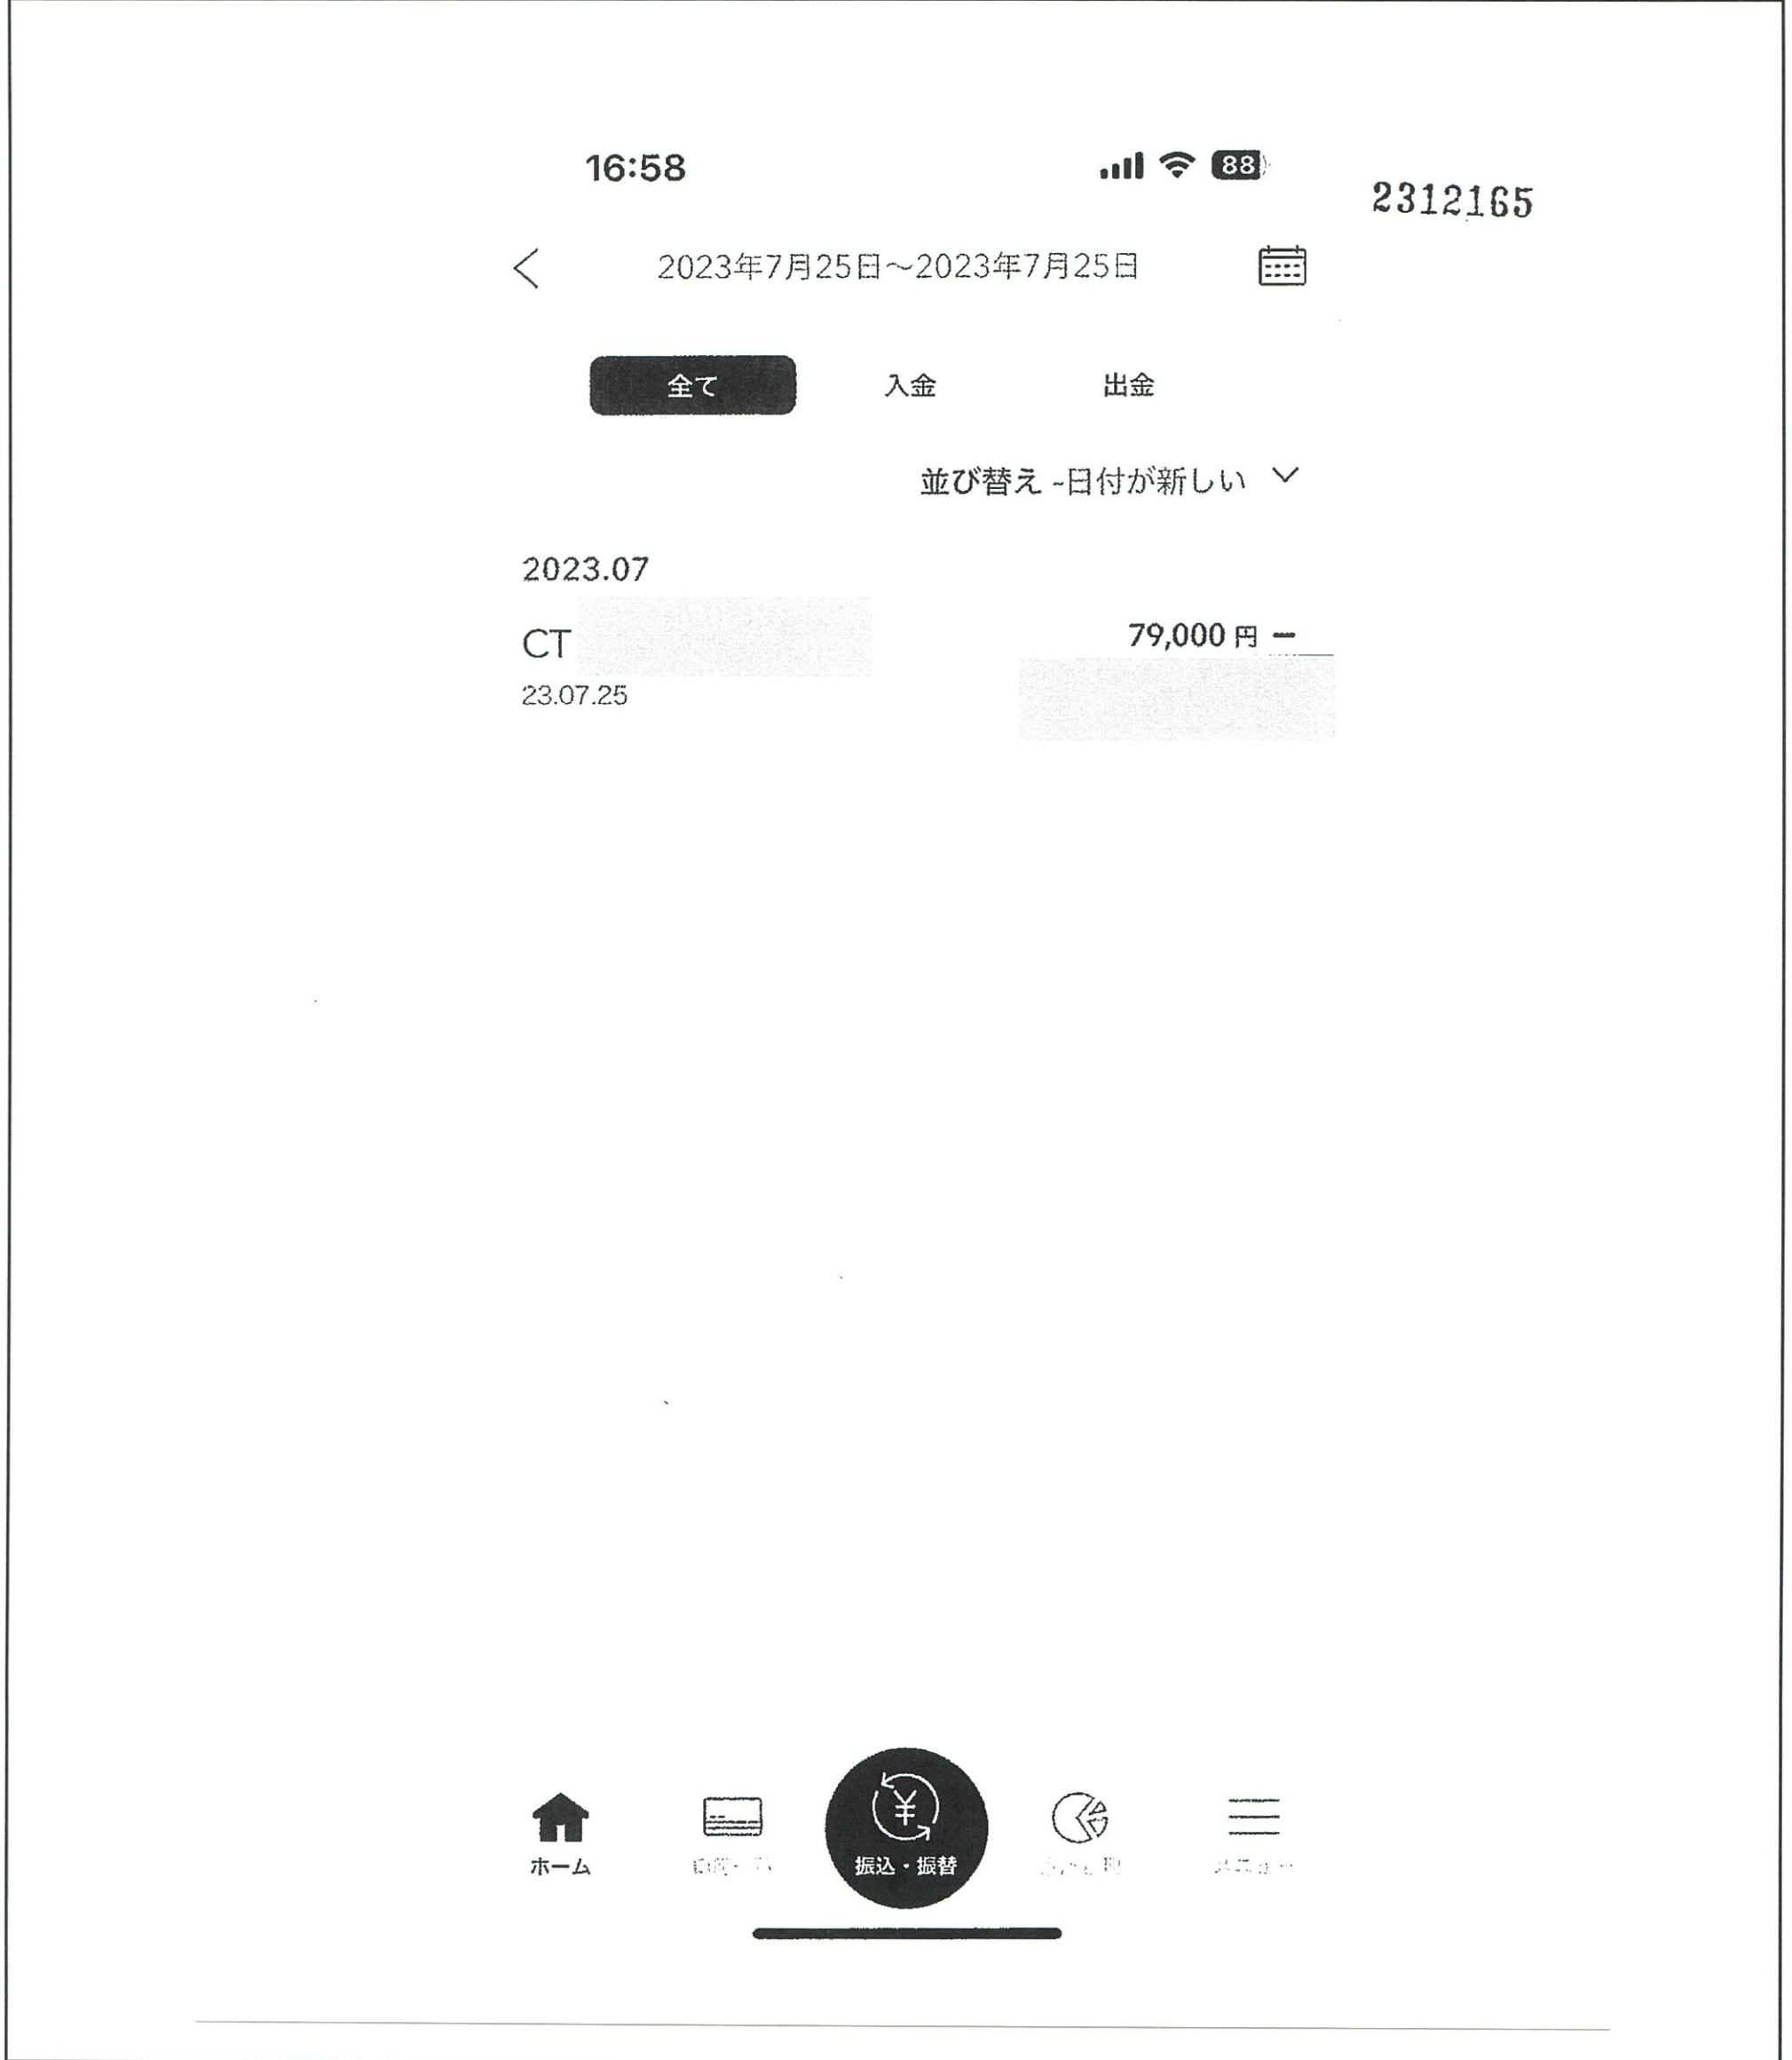 16:58
88
2312165
2023年7月25日～2023年7月25日
全て 入金 出金
並び替え -日付が新しい
2023.07
CT
79,000 円
23.07.25
¥
ホーム
振込・振替